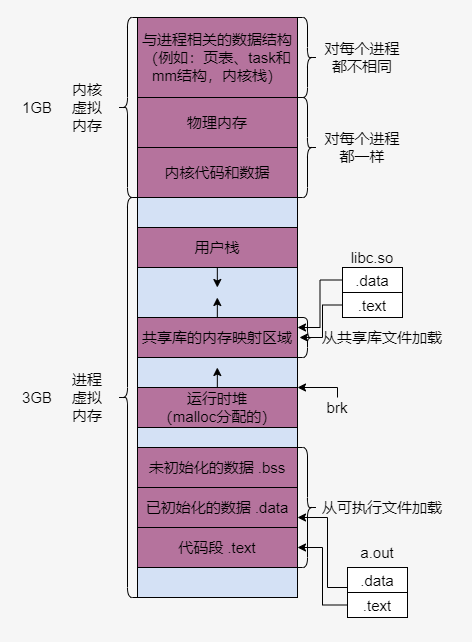 与进程相关的数据结构
（例如：页表、task和
mm结构，内核栈）
对每个进程
都不相同
1GB
内核
虚拟
内存
物理内存
内核代码和数据
对每个进程
都一样
用户栈
libc.so
.data
.text
共享库的内存映射区域
从共享库文件加载
3GB
进程
虚拟
内存
运行时堆
（malloc分配的）
brk
未初始化的数据 .bss
已初始化的数据 .data
代码段 .text
从可执行文件加载
a.out
.data
.text